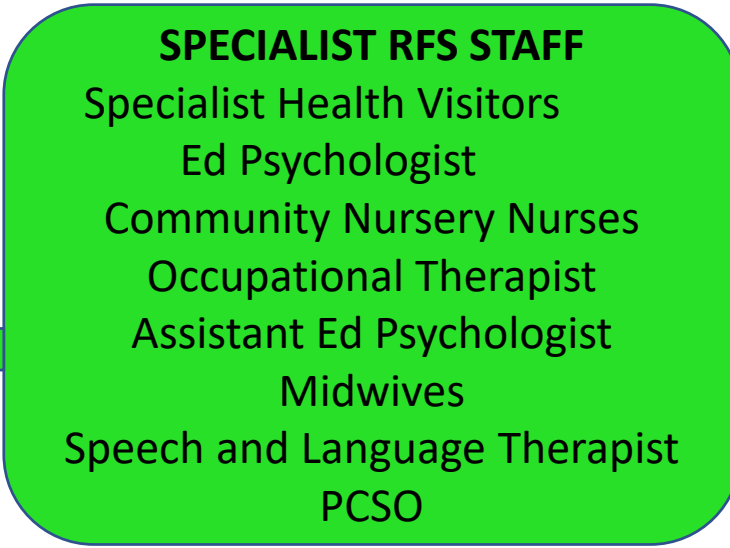 SPECIALIST RFS STAFF
Specialist Health Visitors
Ed Psychologist
Community Nursery Nurses
Occupational Therapist
Assistant Ed Psychologist
Midwives
Speech and Language Therapist
PCSO